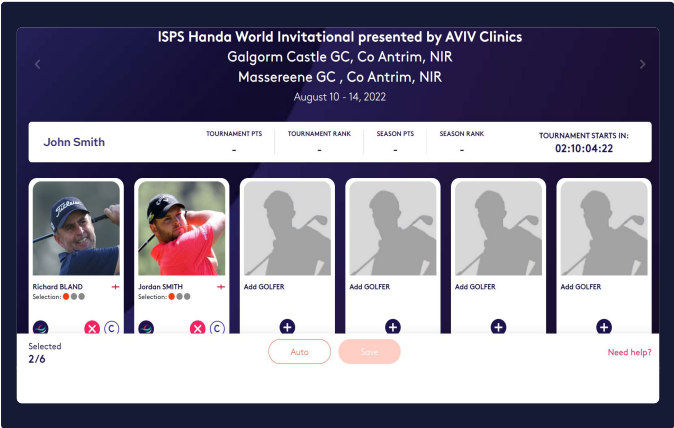 ISPS Handa World Invitational presented by AVIV Clinics
Galgorm Castle GC, Co Antrim, NIR
Massereene GC , Co Antrim, NIR
August 10 - 14, 2022
John Smith
TOURNAMENT PTS
-
TOURNAMENT RANK
-
SEASON PTS
-
SEASON RANK
-
TOURNAMENT STARTS IN:
02:10:04:22
Titleist
Richard BLAND
Selection:
C
Jordan SMITH
Selection:
C
Add GOLFER
Add GOLFER
Add GOLFER
Add GOLFER
Selected
2/6
Auto
Save
Need help?